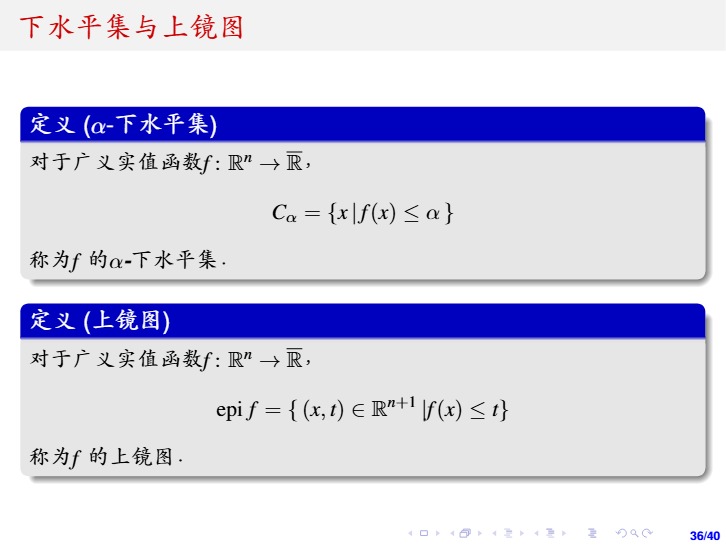 下水平集与上镜图
定义 (α-下水平集)
对于广义实值函数f : ℝⁿ → ℝ̅，
Cα = {x | f(x) ≤ α }
称为f 的α-下水平集．
定义 (上镜图)
对于广义实值函数f : ℝⁿ → ℝ̅，
epi f = { (x, t) ∈ ℝⁿ⁺¹ |f(x) ≤ t}
称为f 的上镜图．
36/40